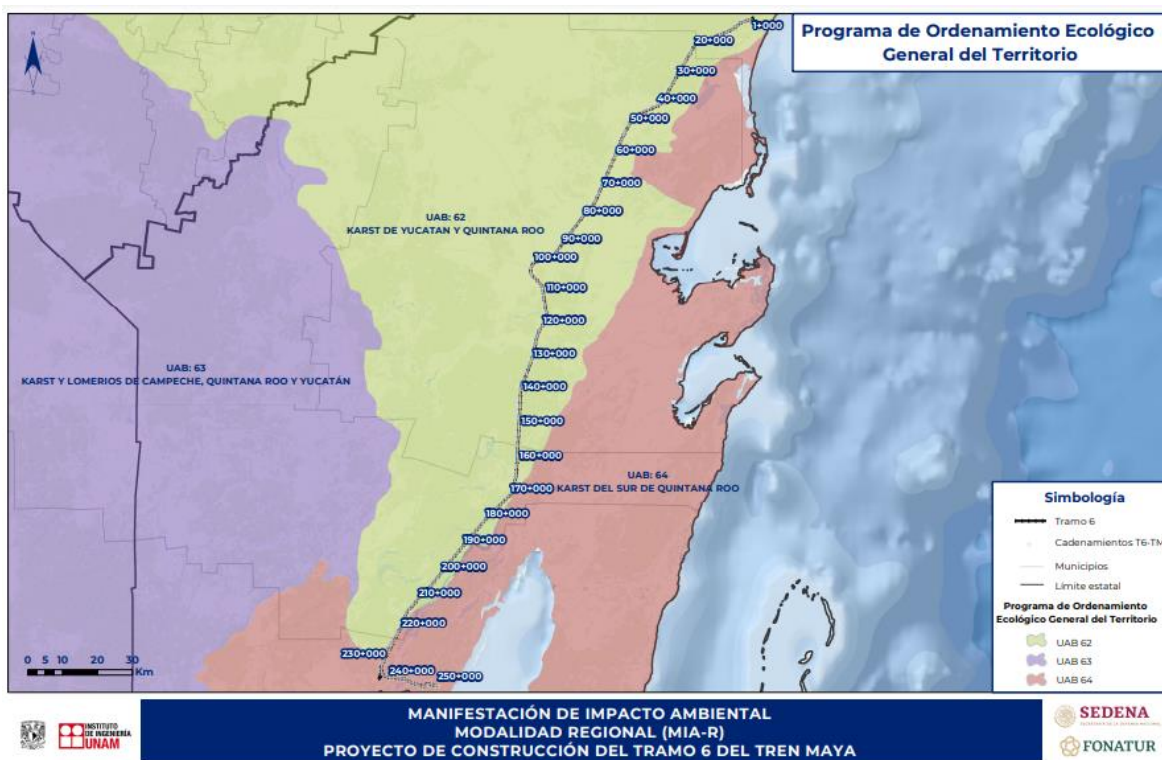 Programa de Ordenamiento Ecológico
General del Territorio
N
S
1+000
20+000
30+000
40+000
50+000
60+000
70+000
80+000
90+000
100+000
110+000
120+000
130+000
140+000
150+000
160+000
170+000
180+000
190+000
200+000
210+000
220+000
230+000
240+000
250+000
UAB: 62
KARST DE YUCATAN Y QUINTANA ROO
UAB: 63
KARST Y LOMERIOS DE CAMPECHE, QUINTANA ROO Y YUCATÁN
UAB: 64
KARST DEL SUR DE QUINTANA ROO
0 5 10 20 30
Km
Simbología
Tramo 6
Cadenamientos T6-TM
Municipios
Límite estatal
Programa de Ordenamiento
Ecológico General del Territorio
UAB 62
UAB 63
UAB 64
INSTITUTO
DE INGENIERÍA
UNAM
MANIFESTACIÓN DE IMPACTO AMBIENTAL
MODALIDAD REGIONAL (MIA-R)
PROYECTO DE CONSTRUCCIÓN DEL TRAMO 6 DEL TREN MAYA
SEDENA
FONATUR